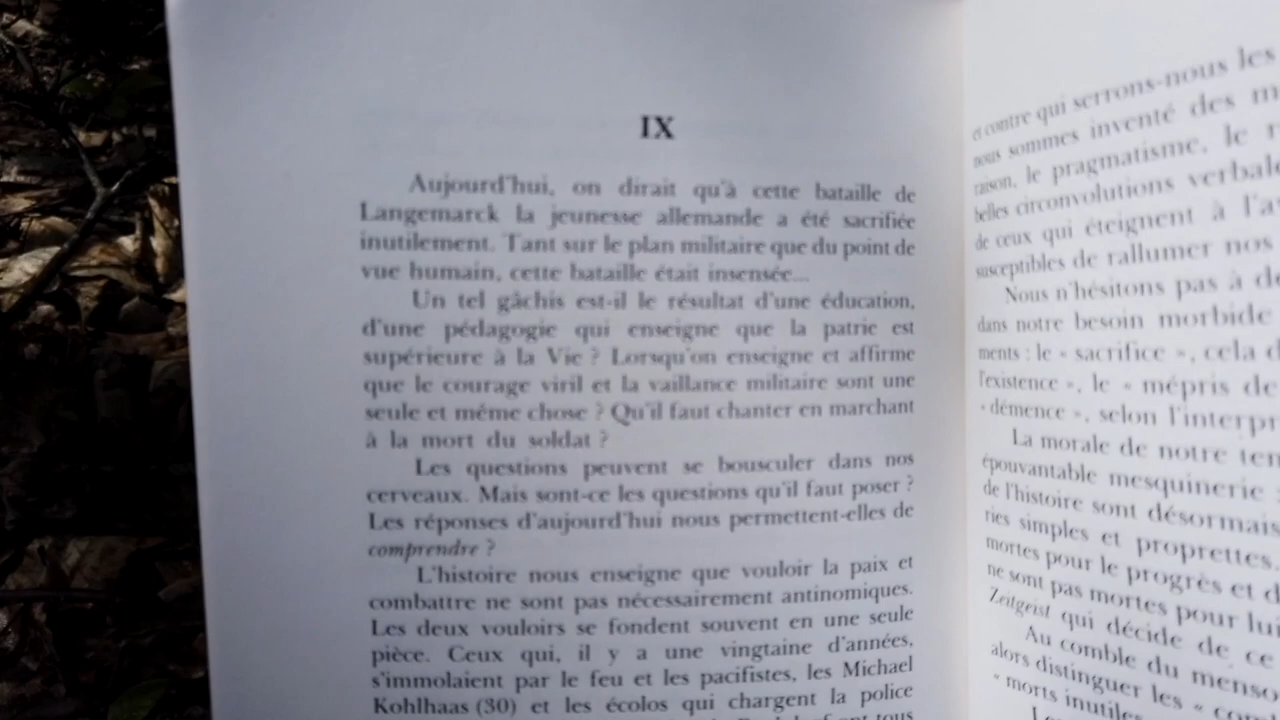 IX
Aujourd'hui, on dirait qu'à cette bataille de
Langemarck la jeunesse allemande a été sacrifiée
inutilement. Tant sur le plan militaire que du point de
vue humain, cette bataille était insensée...
Un tel gâchis est-il le résultat d'une éducation,
d'une pédagogie qui enseigne que la patrie est
supérieure à la Vie ? Lorsqu'on enseigne et affirme
que le courage viril et la vaillance militaire sont une
seule et même chose ? Qu'il faut chanter en marchant
à la mort du soldat ?
Les questions peuvent se bousculer dans nos
cerveaux. Mais sont-ce les questions qu'il faut poser ?
Les réponses d'aujourd'hui nous permettent-elles de
comprendre ?
L'histoire nous enseigne que vouloir la paix et
combattre ne sont pas nécessairement antinomiques.
Les deux vouloirs se fondent souvent en une seule
pièce. Ceux qui, il y a une vingtaine d'années,
s'immolaient par le feu et les pacifistes, les Michael
Kohlhaas (30) et les écolos qui chargent la police
tous
et contre qui serrons-nous les
nous sommes inventé des
raison, le pragmatisme, le
belles circonvolutions
de ceux qui éteignent à
susceptibles de rallumer nos
Nous n'hésitons pas à
dans notre besoin morbide
ments : le « sacrifice », cela
l'existence », le « mépris de
« démence », selon
La morale de notre
épouvantable mesquinerie
de l'histoire sont désormais
ries simples et proprettes.
mortes pour le progrès et
ne sont pas mortes pour
Zeitgeist qui décide de ce
Au comble du
alors distinguer les «
« morts inutiles